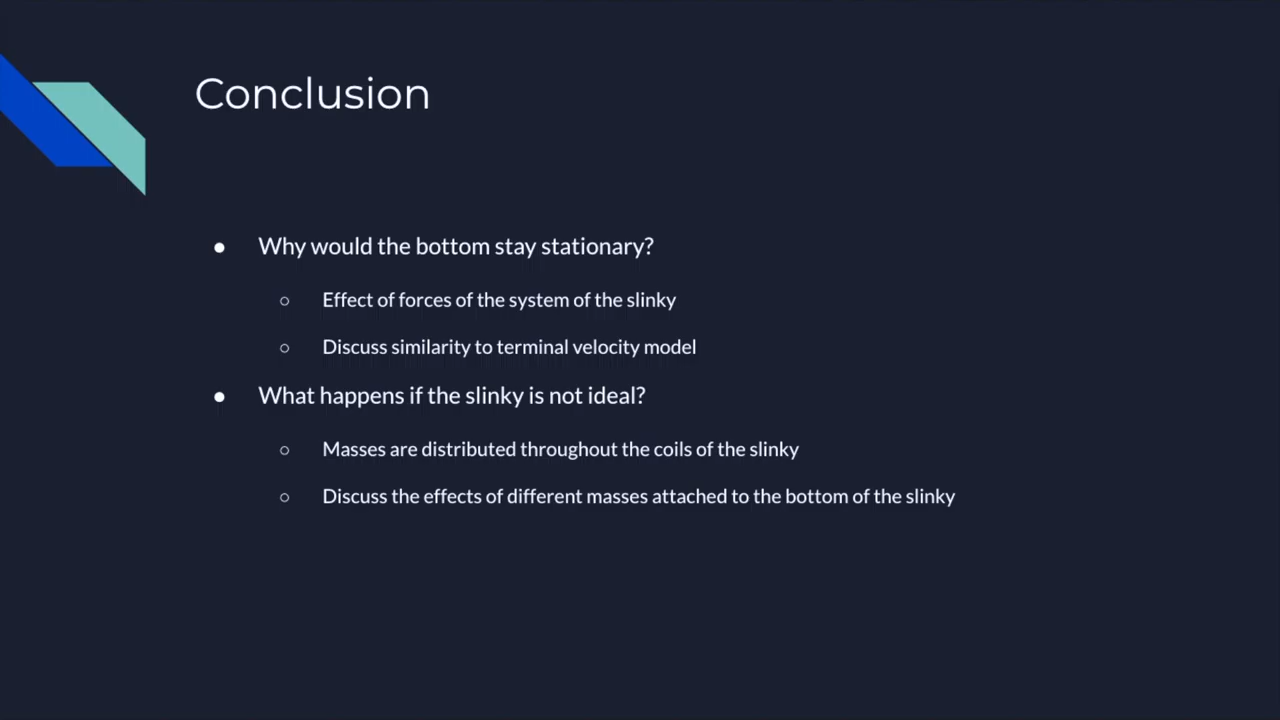 Conclusion
● Why would the bottom stay stationary?
○ Effect of forces of the system of the slinky
○ Discuss similarity to terminal velocity model
● What happens if the slinky is not ideal?
○ Masses are distributed throughout the coils of the slinky
○ Discuss the effects of different masses attached to the bottom of the slinky